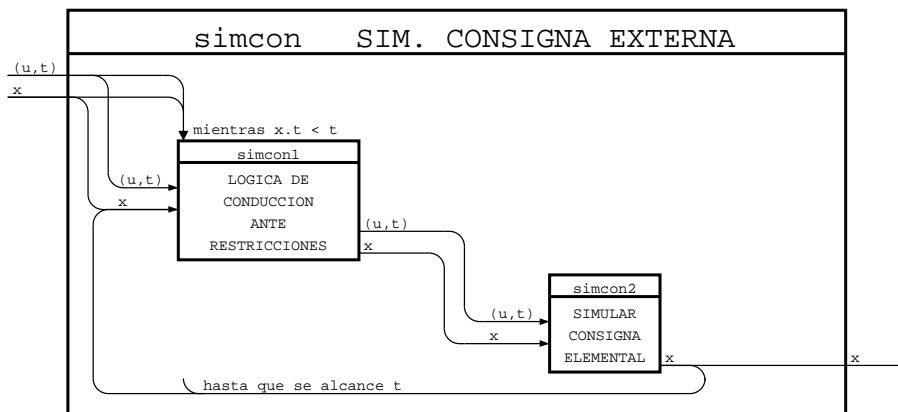 simcon   SIM. CONSIGNA EXTERNA
(u,t)
x
mientras x.t < t
simcon1
LOGICA DE
CONDUCCION
ANTE
RESTRICCIONES
(u,t)
x
(u,t)
x
simcon2
SIMULAR
CONSIGNA
ELEMENTAL
(u,t)
x
x
x
hasta que se alcance t